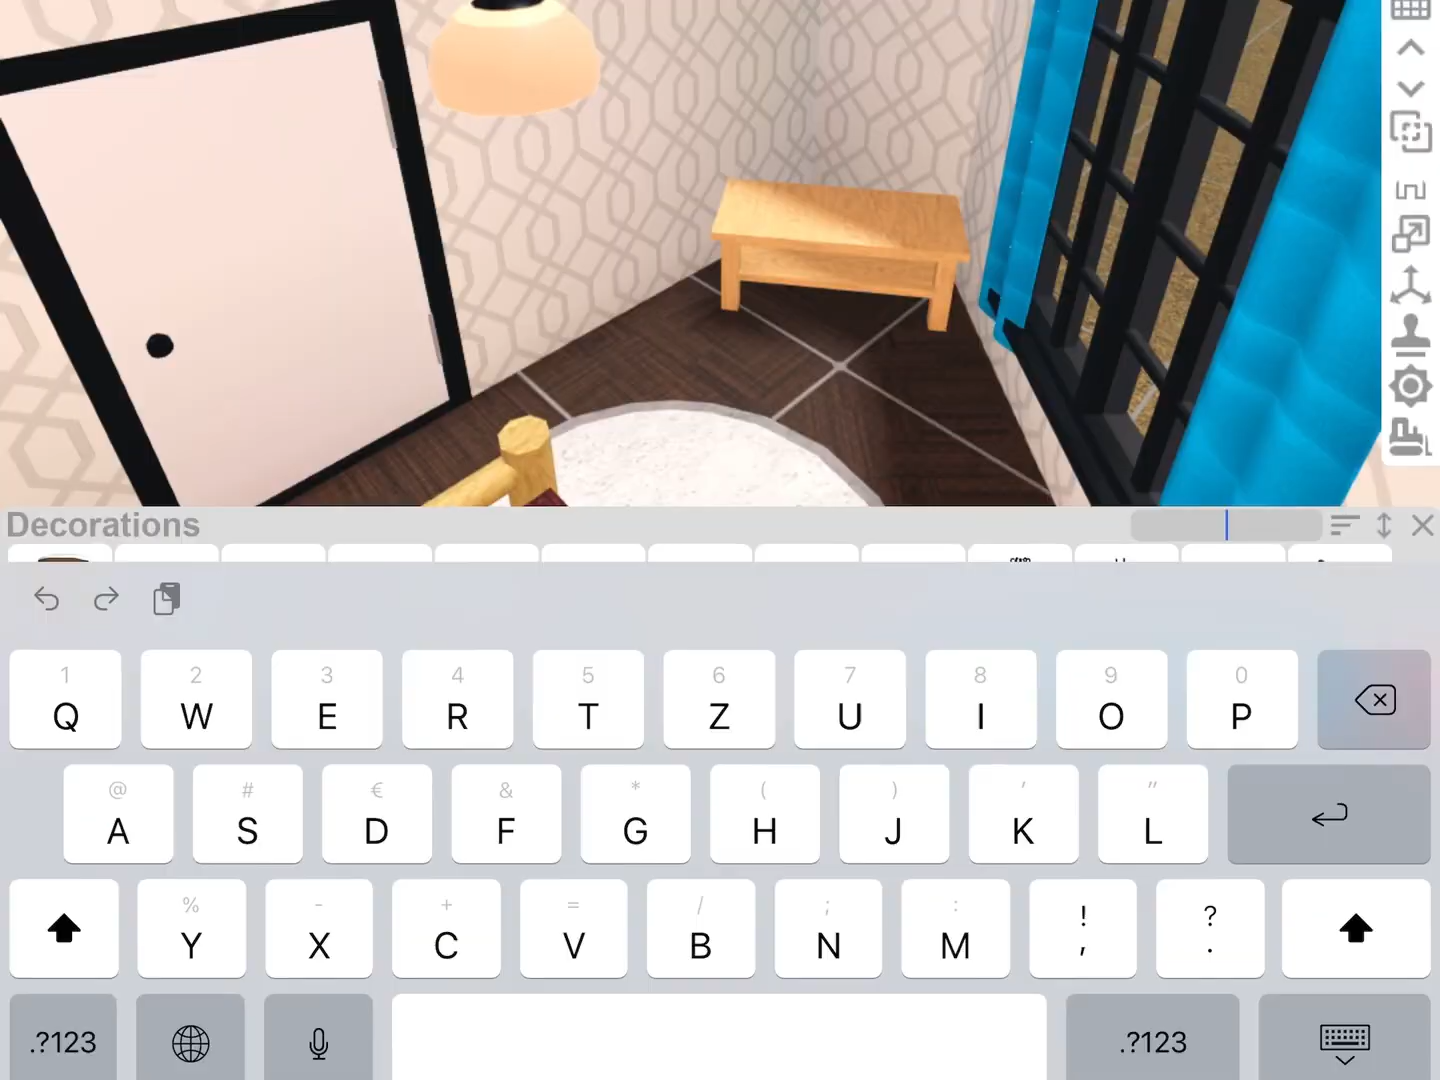 Decorations
1 2 3 4 5 6 7 8 9 0
Q W E R T Z U I O P
@ # € & * ( ) ' "
A S D F G H J K L
% - + = / ; : ! ?
Y X C V B N M , .
.?123 .?123